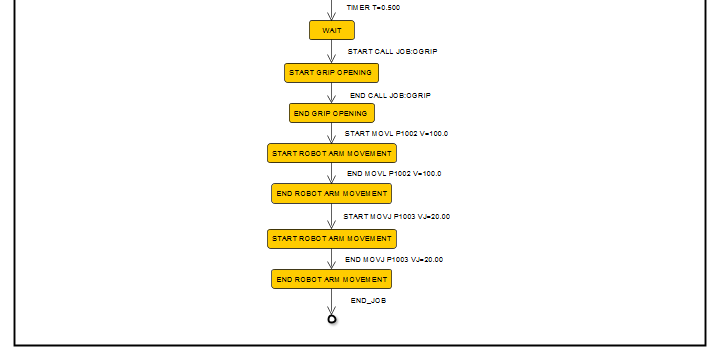 TIMER T=0.500
WAIT
START CALL JOB:OGRIP
START GRIP OPENING
END CALL JOB:OGRIP
END GRIP OPENING
START MOVL P1002 V=100.0
START ROBOT ARM MOVEMENT
END MOVL P1002 V=100.0
END ROBOT ARM MOVEMENT
START MOVJ P1003 VJ=20.00
START ROBOT ARM MOVEMENT
END MOVJ P1003 VJ=20.00
END ROBOT ARM MOVEMENT
END_JOB